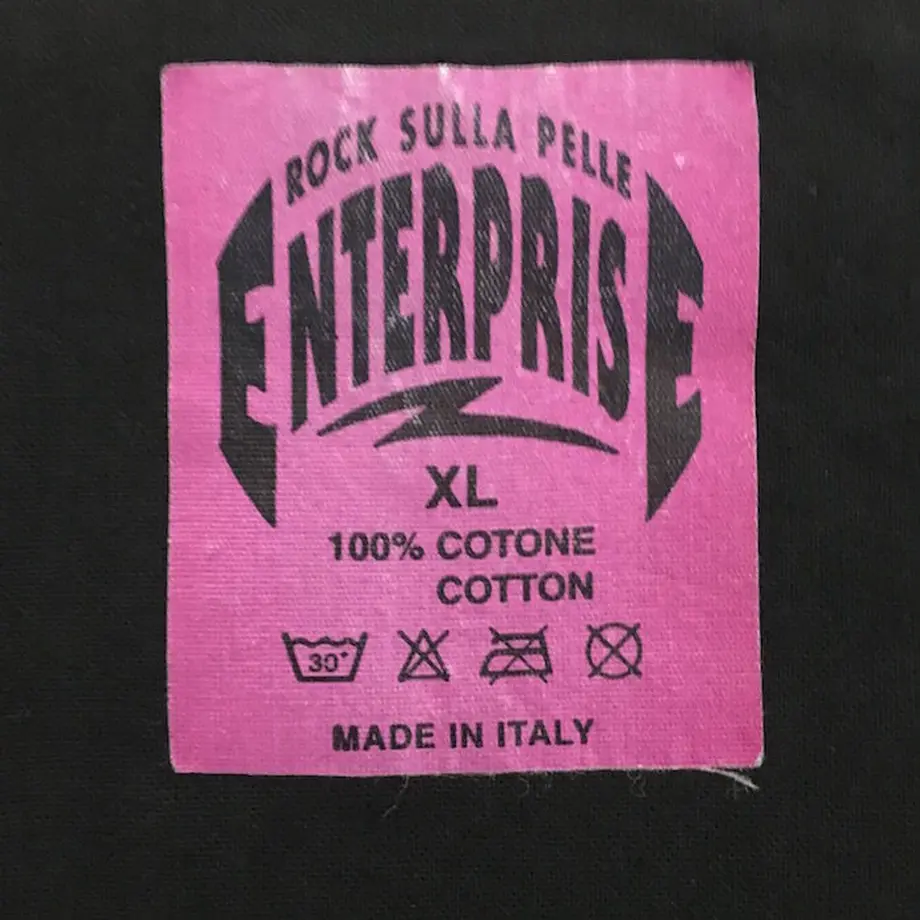 ROCK SULLA PELLE
ENTERPRISE
XL
100% COTONE
COTTON
30°
MADE IN ITALY